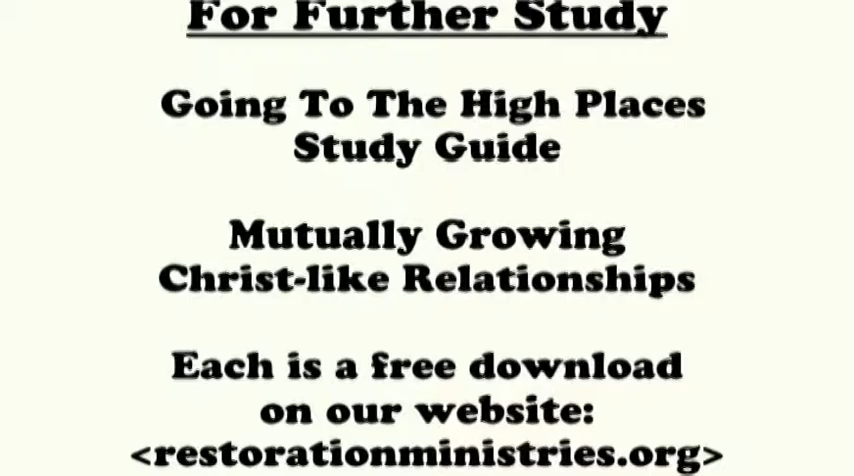 For Further Study
Going To The High Places
Study Guide
Mutually Growing
Christ-like Relationships
Each is a free download
on our website:
<restorationministries.org>